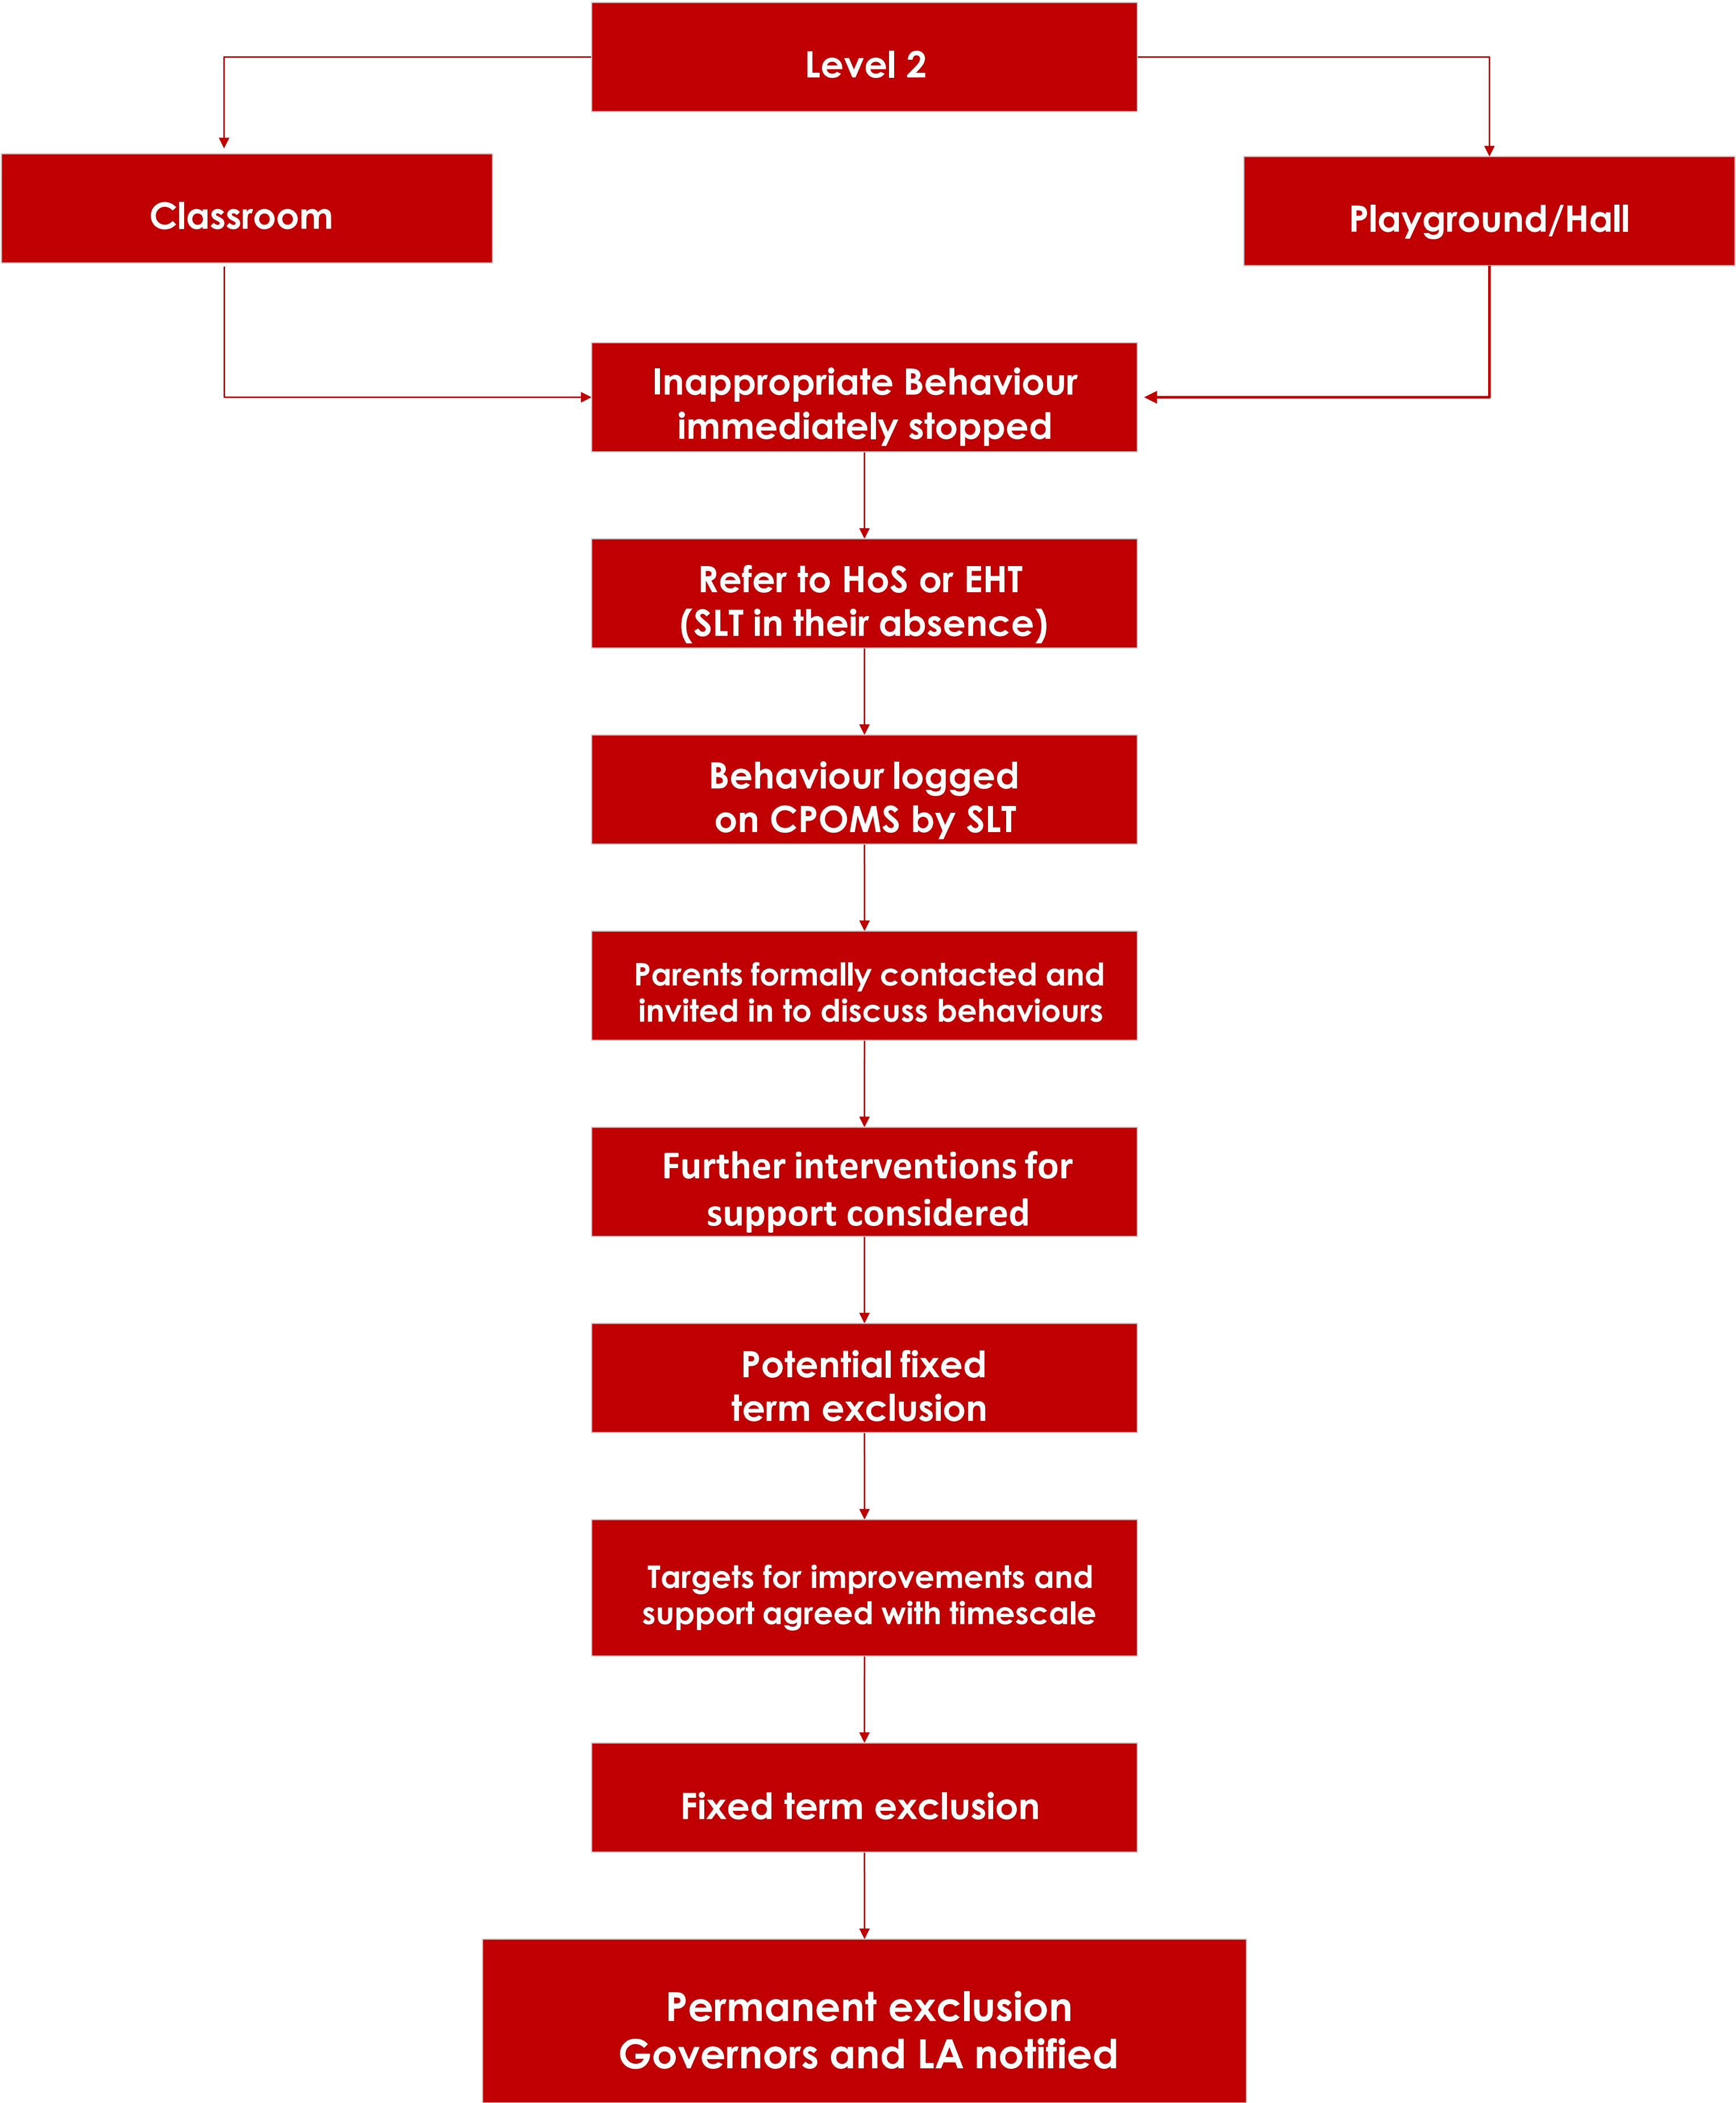 Level 2
Classroom
Playground/Hall
Inappropriate Behaviour
immediately stopped
Refer to HoS or EHT
(SLT in their absence)
Behaviour logged
on CPOMS by SLT
Parents formally contacted and
invited in to discuss behaviours
Further interventions for
support considered
Potential fixed
term exclusion
Targets for improvements and
support agreed with timescale
Fixed term exclusion
Permanent exclusion
Governors and LA notified